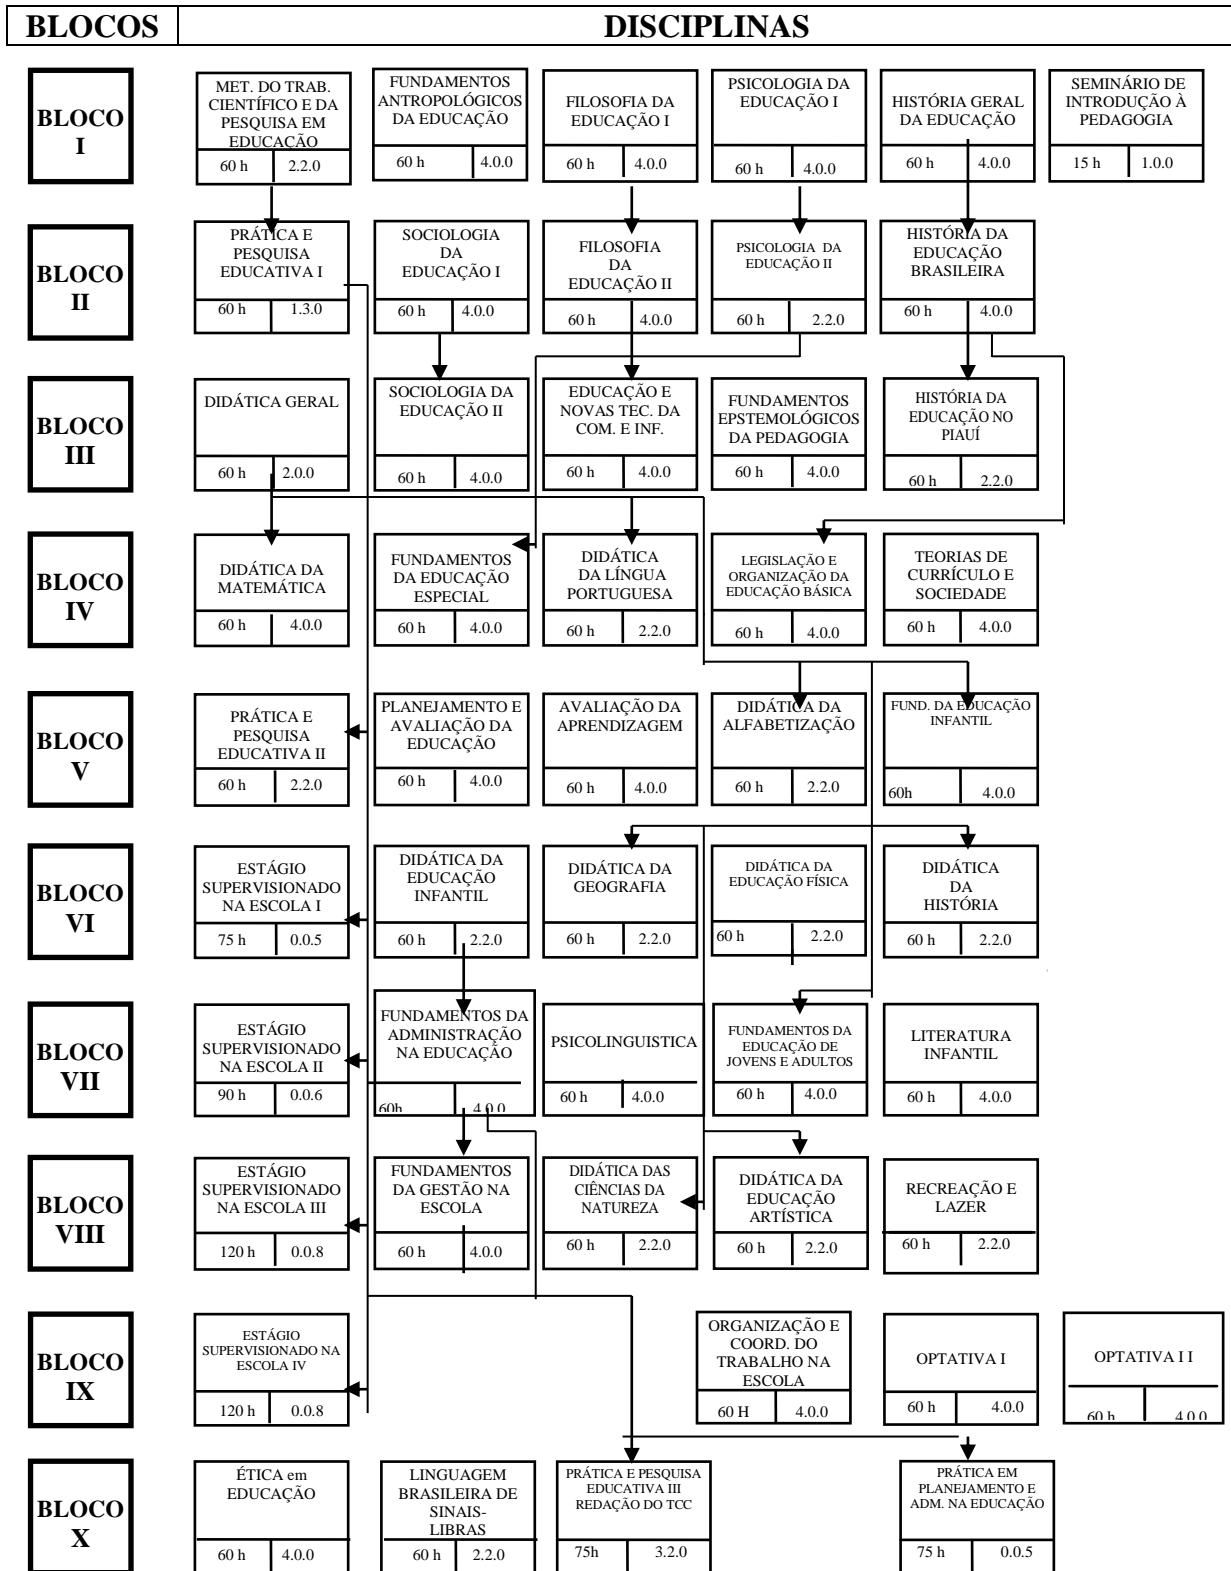 BLOCOS
DISCIPLINAS
BLOCO
I
MET. DO TRAB.
CIENTÍFICO E DA
PESQUISA EM
EDUCAÇÃO
60 h
2.2.0
FUNDAMENTOS
ANTROPOLÓGICOS
DA EDUCAÇÃO
60 h
4.0.0
FILOSOFIA DA
EDUCAÇÃO I
60 h
4.0.0
PSICOLOGIA DA
EDUCAÇÃO I
60 h
4.0.0
HISTÓRIA GERAL
DA EDUCAÇÃO
60 h
4.0.0
SEMINÁRIO DE
INTRODUÇÃO À
PEDAGOGIA
15 h
1.0.0
BLOCO
II
PRÁTICA E
PESQUISA
EDUCATIVA I
60 h
1.3.0
SOCIOLOGIA
DA
EDUCAÇÃO I
60 h
4.0.0
FILOSOFIA
DA
EDUCAÇÃO II
60 h
4.0.0
PSICOLOGIA DA
EDUCAÇÃO II
60 h
2.2.0
HISTÓRIA DA
EDUCAÇÃO
BRASILEIRA
60 h
4.0.0
BLOCO
III
DIDÁTICA GERAL
60 h
2.0.0
SOCIOLOGIA DA
EDUCAÇÃO II
60 h
4.0.0
EDUCAÇÃO E
NOVAS TEC. DA
COM. E INF.
60 h
4.0.0
FUNDAMENTOS
EPSTEMOLÓGICOS
DA PEDAGOGIA
60 h
4.0.0
HISTÓRIA DA
EDUCAÇÃO NO
PIAUÍ
60 h
2.2.0
BLOCO
IV
DIDÁTICA DA
MATEMÁTICA
60 h
4.0.0
FUNDAMENTOS
DA EDUCAÇÃO
ESPECIAL
60 h
4.0.0
DIDÁTICA
DA LÍNGUA
PORTUGUESA
60 h
2.2.0
LEGISLAÇÃO E
ORGANIZAÇÃO DA
EDUCAÇÃO BÁSICA
60 h
4.0.0
TEORIAS DE
CURRÍCULO E
SOCIEDADE
60 h
4.0.0
BLOCO
V
PRÁTICA E
PESQUISA
EDUCATIVA II
60 h
2.2.0
PLANEJAMENTO E
AVALIAÇÃO DA
EDUCAÇÃO
60 h
4.0.0
AVALIAÇÃO DA
APRENDIZAGEM
60 h
4.0.0
DIDÁTICA DA
ALFABETIZAÇÃO
60 h
2.2.0
FUND. DA EDUCAÇÃO
INFANTIL
60h
4.0.0
BLOCO
VI
ESTÁGIO
SUPERVISIONADO
NA ESCOLA I
75 h
0.0.5
DIDÁTICA DA
EDUCAÇÃO
INFANTIL
60 h
2.2.0
DIDÁTICA DA
GEOGRAFIA
60 h
2.2.0
DIDÁTICA DA
EDUCAÇÃO FÍSICA
60 h
2.2.0
DIDÁTICA
DA
HISTÓRIA
60 h
2.2.0
BLOCO
VII
ESTÁGIO
SUPERVISIONADO
NA ESCOLA II
90 h
0.0.6
FUNDAMENTOS DA
ADMINISTRAÇÃO
NA EDUCAÇÃO
60h
4.0.0
PSICOLINGUISTICA
60 h
4.0.0
FUNDAMENTOS DA
EDUCAÇÃO DE
JOVENS E ADULTOS
60 h
4.0.0
LITERATURA
INFANTIL
60 h
4.0.0
BLOCO
VIII
ESTÁGIO
SUPERVISIONADO
NA ESCOLA III
120 h
0.0.8
FUNDAMENTOS
DA GESTÃO NA
ESCOLA
60 h
4.0.0
DIDÁTICA DAS
CIÊNCIAS DA
NATUREZA
60 h
2.2.0
DIDÁTICA DA
EDUCAÇÃO
ARTÍSTICA
60 h
2.2.0
RECREAÇÃO E
LAZER
60 h
2.2.0
BLOCO
IX
ESTÁGIO
SUPERVISIONADO NA
ESCOLA IV
120 h
0.0.8
ORGANIZAÇÃO E
COORD. DO
TRABALHO NA
ESCOLA
60 H
4.0.0
OPTATIVA I
60 h
4.0.0
OPTATIVA I I
60 h
4.0.0
BLOCO
X
ÉTICA em
EDUCAÇÃO
60 h
4.0.0
LINGUAGEM
BRASILEIRA DE
SINAIS-
LIBRAS
60 h
2.2.0
PRÁTICA E PESQUISA
EDUCATIVA III
REDAÇÃO DO TCC
75h
3.2.0
PRÁTICA EM
PLANEJAMENTO E
ADM. NA EDUCAÇÃO
75 h
0.0.5